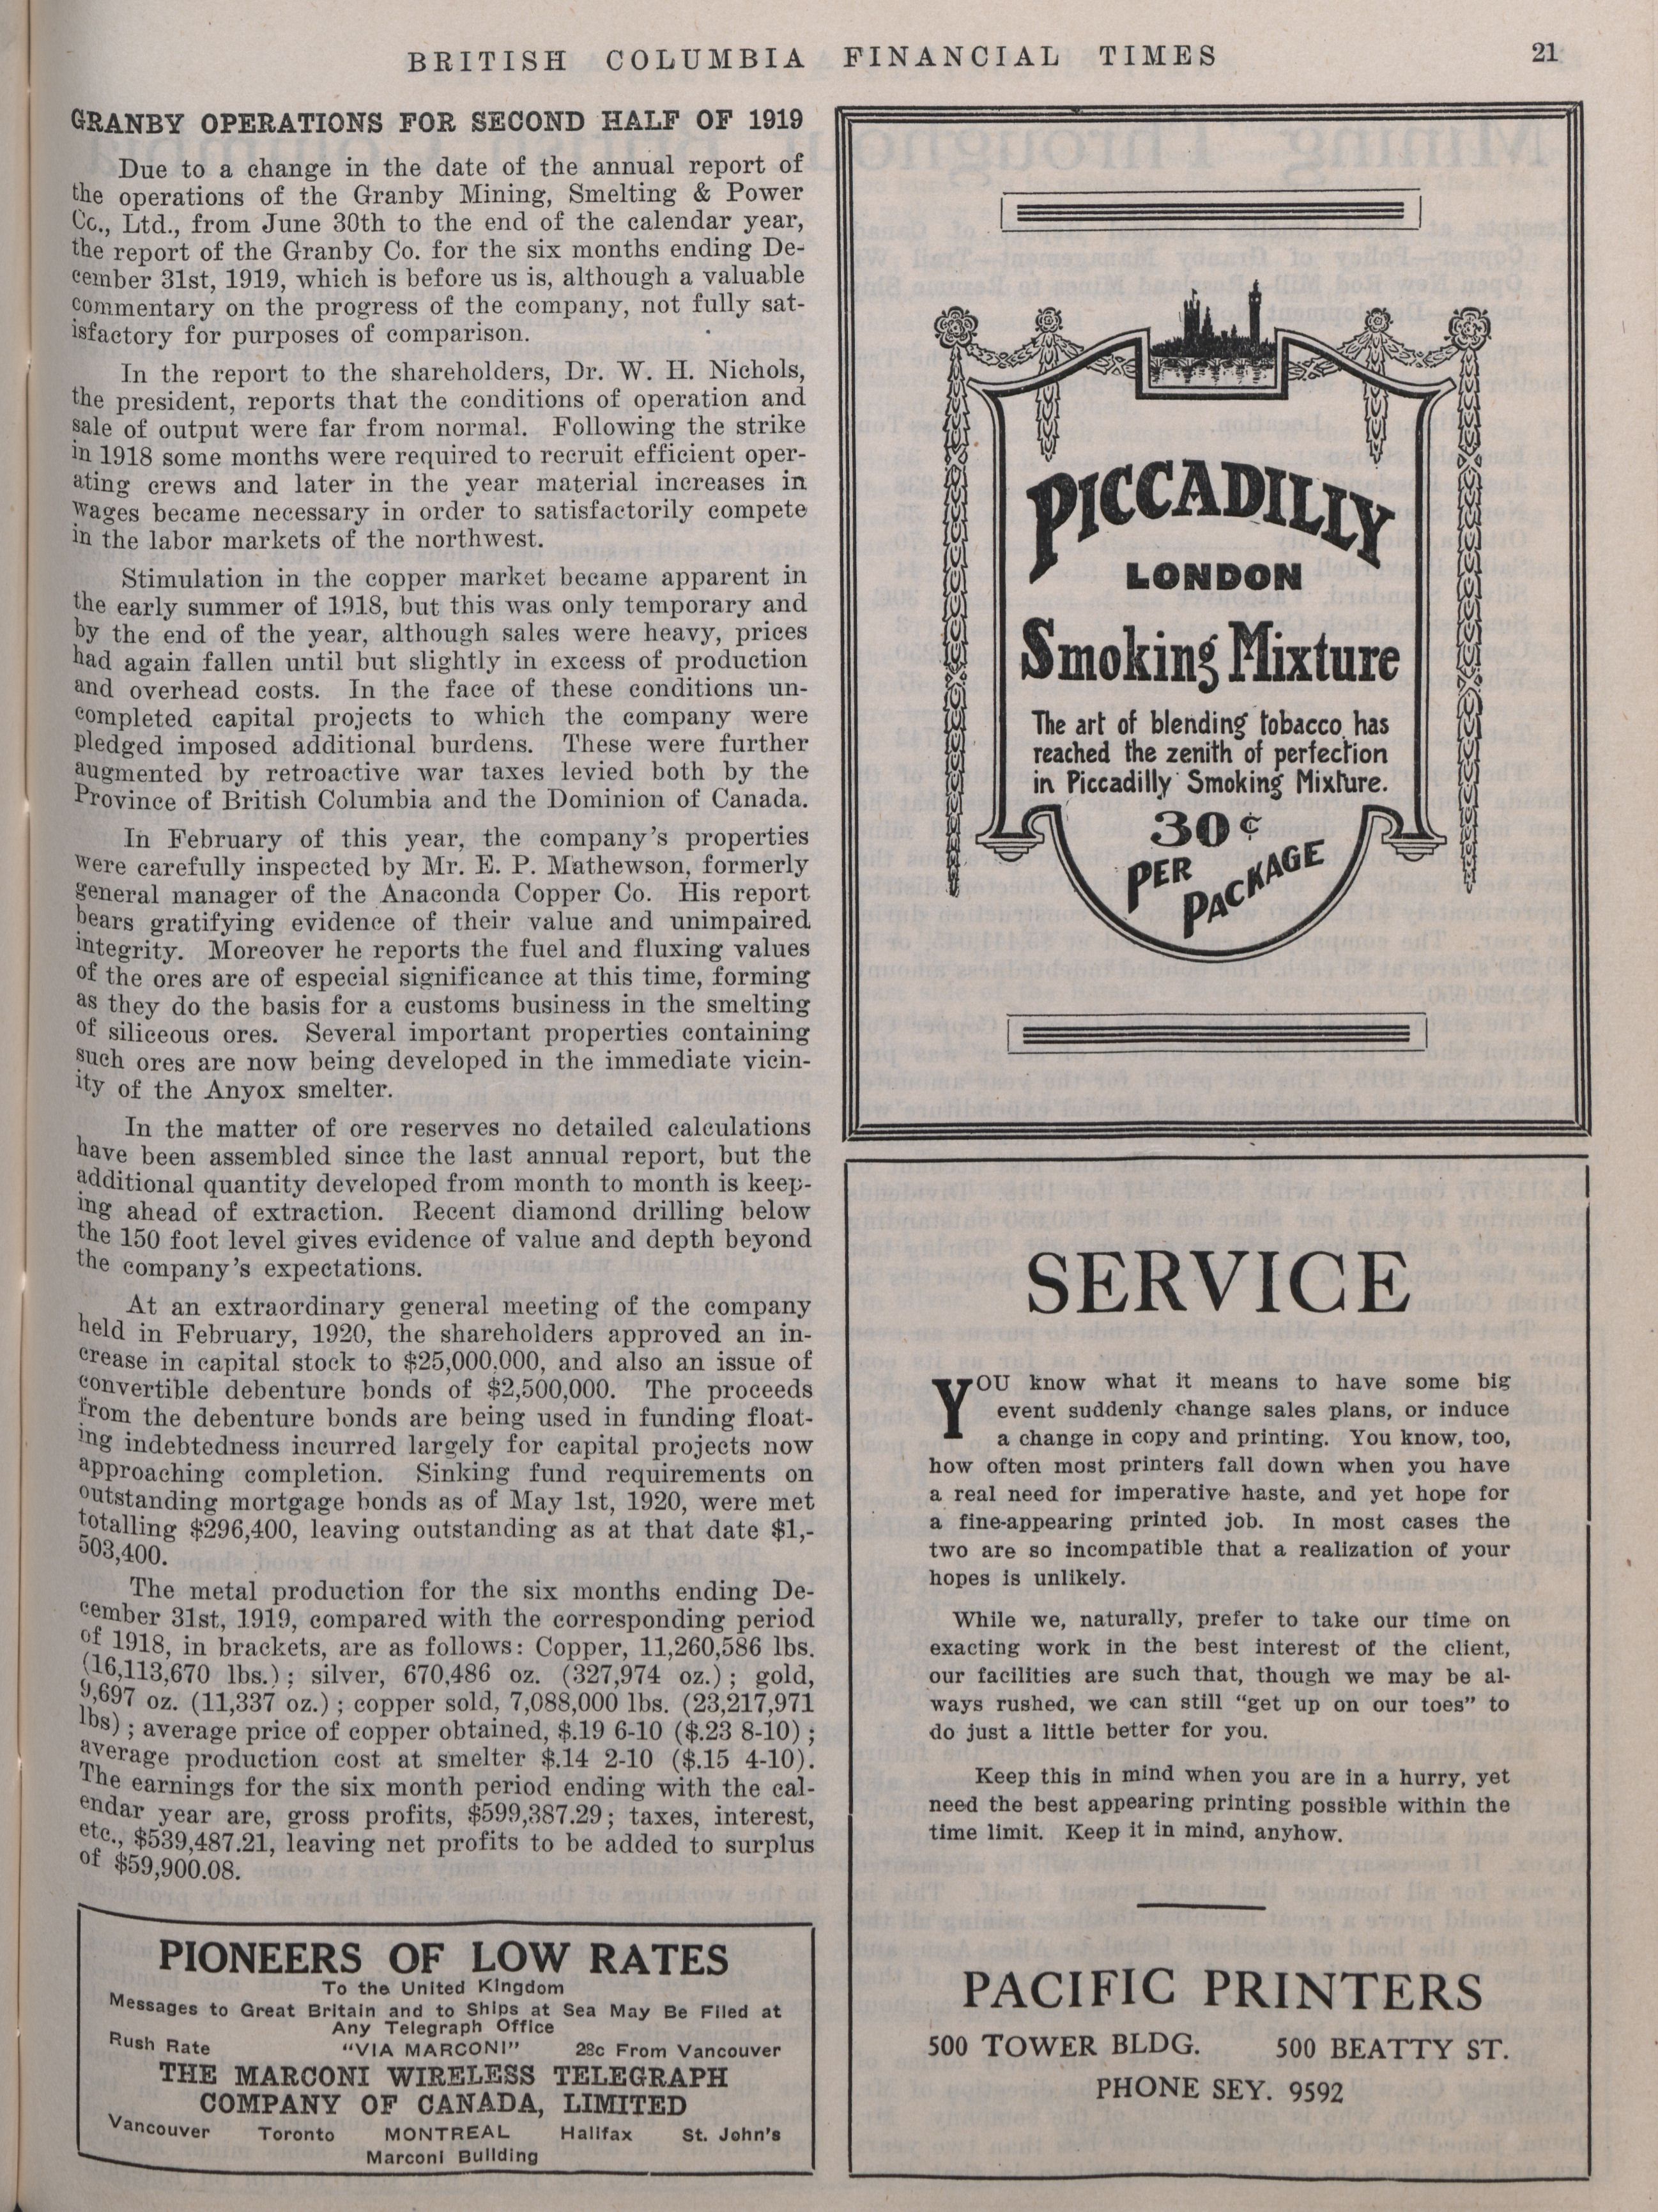 BRITISH COLUMBIA FINANCIAL TIMES 21
GRANBY OPERATIONS FOR SECOND HALF OF 1919
Due to a change in the date of the annual report of
the operations of the Granby Mining, Smelting & Power
Co., Ltd., from June 30th to the end of the calendar year,
the report of the Granby Co. for the six months ending De-
cember 31st, 1919, which is before us is, although a valuable
commentary on the progress of the company, not fully sat-
isfactory for purposes of comparison.
In the report to the shareholders, Dr. W. H. Nichols,
the president, reports that the conditions of operation and
sale of output were far from normal. Following the strike
in 1918 some months were required to recruit efficient oper-
ating crews and later in the year material increases in
wages became necessary in order to satisfactorily compete
in the labor markets of the northwest.
Stimulation in the copper market became apparent in
the early summer of 1918, but this was only temporary and
by the end of the year, although sales were heavy, prices
had again fallen until but slightly in excess of production
and overhead costs. In the face of these conditions un-
completed capital projects to which the company were
pledged imposed additional burdens. These were further
augmented by retroactive war taxes levied both by the
Province of British Columbia and the Dominion of Canada.
In February of this year, the company's properties
were carefully inspected by Mr. E. P. Mathewson, formerly
general manager of the Anaconda Copper Co. His report
bears gratifying evidence of their value and unimpaired
integrity. Moreover he reports the fuel and fluxing values
of the ores are of especial significance at this time, forming
as they do the basis for a customs business in the smelting
of siliceous ores. Several important properties containing
such ores are now being developed in the immediate vicin-
ity of the Anyox smelter.
In the matter of ore reserves no detailed calculations
have been assembled since the last annual report, but the
additional quantity developed from month to month is keep-
ing ahead of extraction. Recent diamond drilling below
the 150 foot level gives evidence of value and depth beyond
the company's expectations.
At an extraordinary general meeting of the company
held in February, 1920, the shareholders approved an in-
crease in capital stock to $25,000.000, and also an issue of
convertible debenture bonds of $2,500,000. The proceeds
from the debenture bonds are being used in funding float-
ing indebtedness incurred largely for capital projects now
approaching completion. Sinking fund requirements on
outstanding mortgage bonds as of May 1st, 1920, were met
totalling $296,400, leaving outstanding as at that date $1,-
503,400.
The metal production for the six months ending De-
cember 31st, 1919, compared with the corresponding period
of 1918, in brackets, are as follows: Copper, 11,260,586 lbs.
(16,113,670 lbs.); silver, 670,486 oz. (327,974 oz.); gold,
9,697 oz. (11,337 oz.); copper sold, 7,088,000 lbs. (23,217,971
lbs); average price of copper obtained, $.19 6-10 ($.23 8-10);
average production cost at smelter $.14 2-10 ($.15 4-10).
The earnings for the six month period ending with the cal-
endar year are, gross profits, $599,387.29; taxes, interest,
etc., $539,487.21, leaving net profits to be added to surplus
of $59,900.08.
PIONEERS OF LOW RATES
To the United Kingdom
Messages to Great Britain and to Ships at Sea May Be Filed at
Any Telegraph Office
Rush Rate "VIA MARCONI" 28c From Vancouver
THE MARCONI WIRELESS TELEGRAPH
COMPANY OF CANADA, LIMITED
Vancouver Toronto MONTREAL Halifax St. John's
Marconi Building
PICCADILLY
LONDON
Smoking Mixture
The art of blending tobacco has
reached the zenith of perfection
in Piccadilly Smoking Mixture.
30¢
PER
PACKAGE
SERVICE
YOU know what it means to have some big
event suddenly change sales plans, or induce
a change in copy and printing. You know, too,
how often most printers fall down when you have
a real need for imperative haste, and yet hope for
a fine-appearing printed job. In most cases the
two are so incompatible that a realization of your
hopes is unlikely.
While we, naturally, prefer to take our time on
exacting work in the best interest of the client,
our facilities are such that, though we may be al-
ways rushed, we can still "get up on our toes" to
do just a little better for you.
Keep this in mind when you are in a hurry, yet
need the best appearing printing possible within the
time limit. Keep it in mind, anyhow.
PACIFIC PRINTERS
500 TOWER BLDG. 500 BEATTY ST.
PHONE SEY. 9592